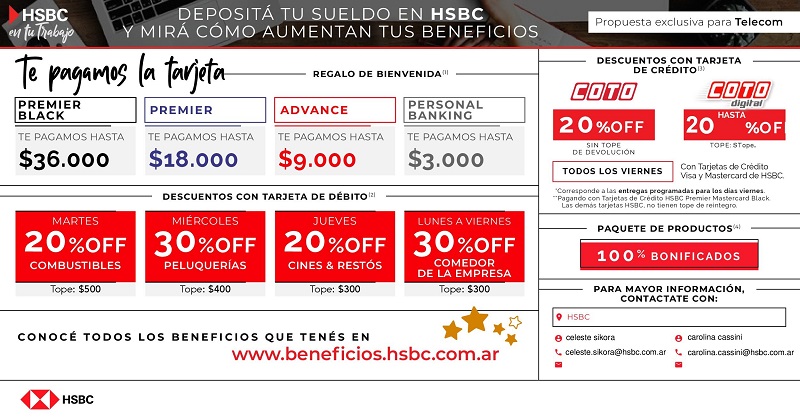 HSBC
en tu trabajo
DEPOSITÁ TU SUELDO EN HSBC
Y MIRÁ CÓMO AUMENTAN TUS BENEFICIOS
Propuesta exclusiva para Telecom
Te pagamos la tarjeta
REGALO DE BIENVENIDA(1)
PREMIER
BLACK
TE PAGAMOS HASTA
$36.000
PREMIER
TE PAGAMOS HASTA
$18.000
ADVANCE
TE PAGAMOS HASTA
$9.000
PERSONAL
BANKING
TE PAGAMOS HASTA
$3.000
DESCUENTOS CON TARJETA DE DÉBITO(2)
MARTES
20%OFF
COMBUSTIBLES
Tope: $500
MIÉRCOLES
30%OFF
PELUQUERÍAS
Tope: $400
JUEVES
20%OFF
CINES & RESTÓS
Tope: $300
LUNES A VIERNES
30%OFF
COMEDOR
DE LA EMPRESA
Tope: $300
CONOCÉ TODOS LOS BENEFICIOS QUE TENÉS EN
www.beneficios.hsbc.com.ar
HSBC
DESCUENTOS CON TARJETA
DE CRÉDITO(3)
COTO
20%OFF
SIN TOPE
DE DEVOLUCIÓN
COTO
digital
HASTA
20 %OF
TOPE: STope.
TODOS LOS VIERNES
Con Tarjetas de Crédito
Visa y Mastercard de HSBC.
*Corresponde a las entregas programadas para los días viernes.
**Pagando con Tarjetas de Crédito HSBC Premier Mastercard Black.
Las demás tarjetas HSBC, no tienen tope de reintegro.
PAQUETE DE PRODUCTOS(4)
100% BONIFICADOS
PARA MAYOR INFORMACIÓN,
CONTACTATE CON:
HSBC
celeste sikora
celeste.sikora@hsbc.com.ar
carolina cassini
carolina.cassini@hsbc.com.ar